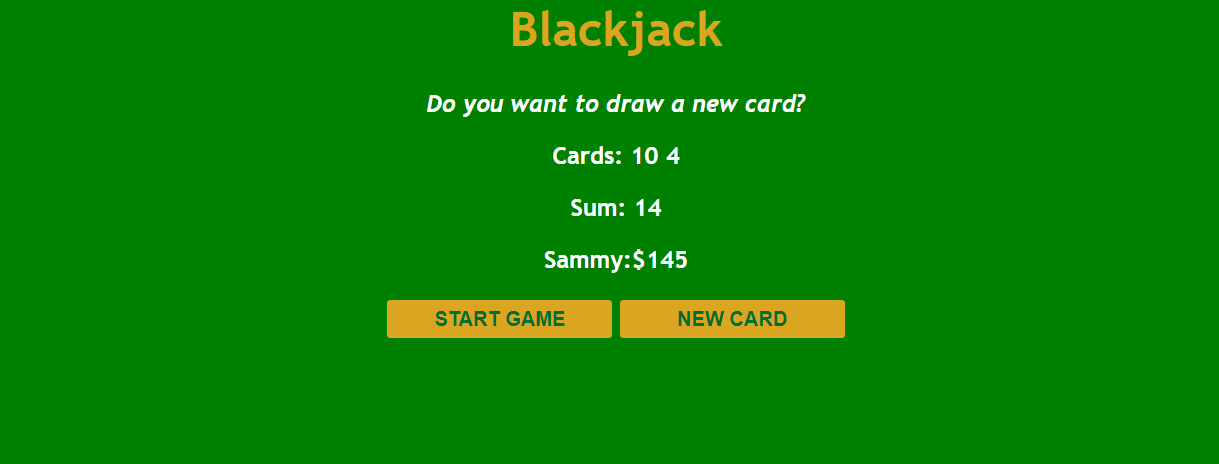 Blackjack
Do you want to draw a new card?
Cards: 10 4
Sum: 14
Sammy:$145
START GAME NEW CARD